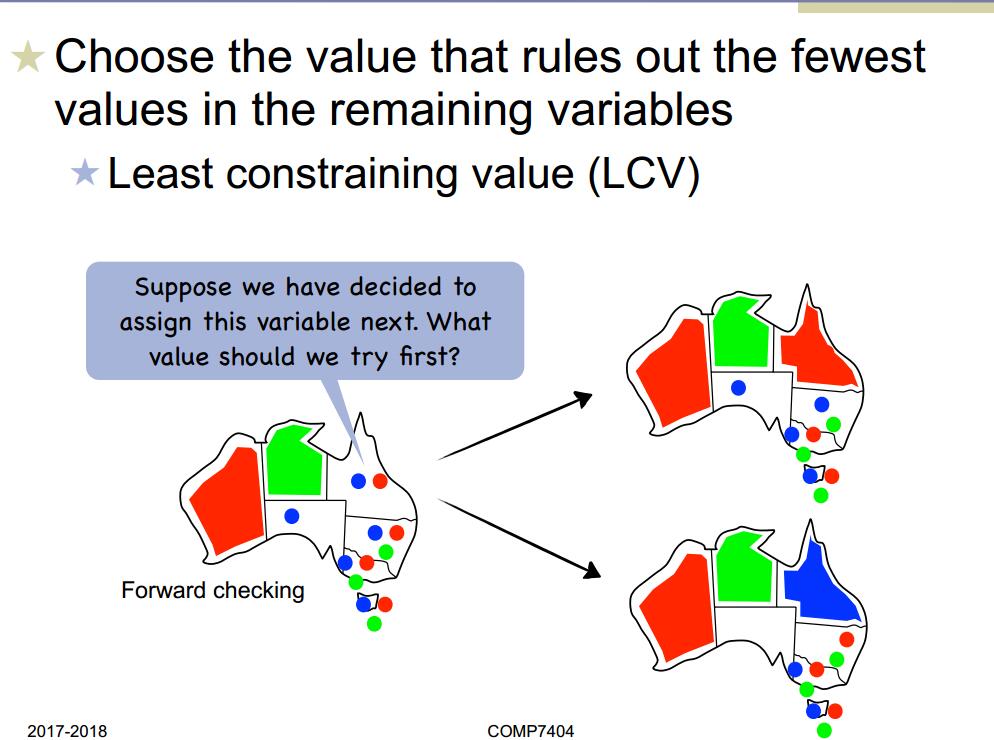 Choose the value that rules out the fewest
values in the remaining variables
Least constraining value (LCV)
Suppose we have decided to
assign this variable next. What
value should we try first?
Forward checking
2017-2018
COMP7404